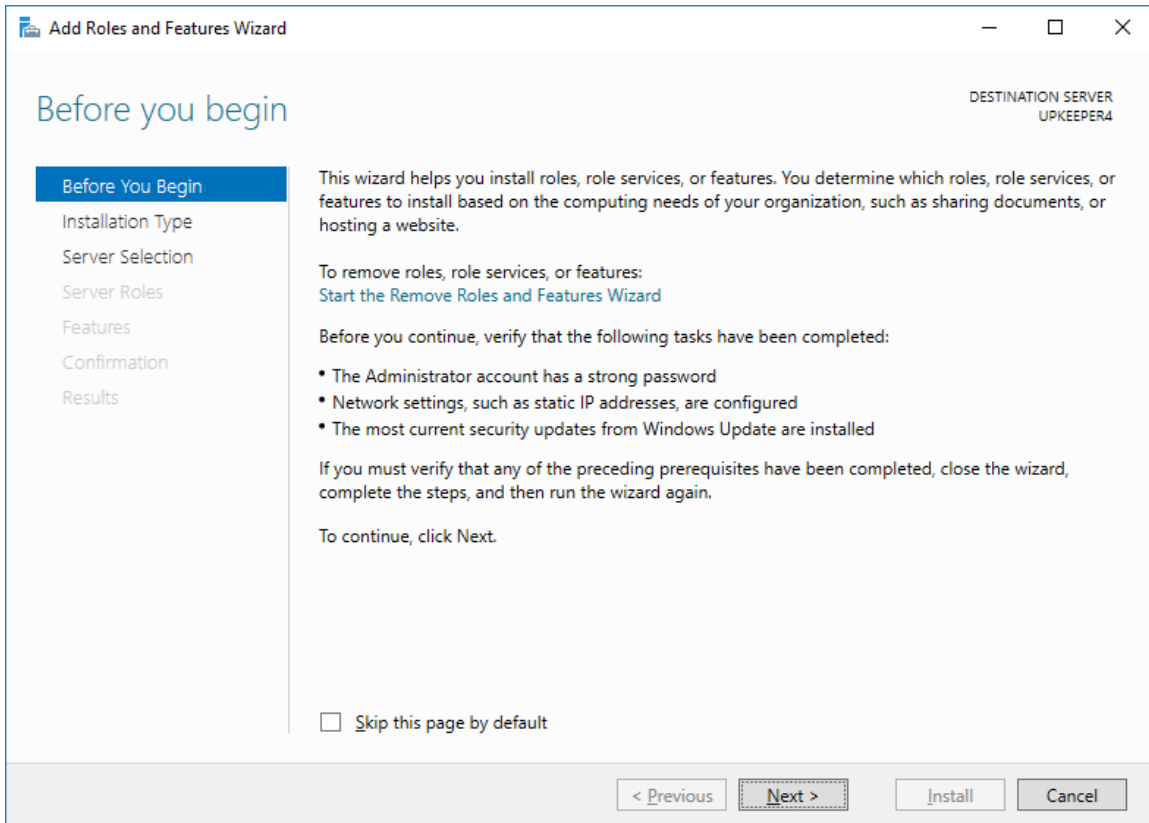 Add Roles and Features Wizard
Before you begin
DESTINATION SERVER
UPKEEPER4
Before You Begin
Installation Type
Server Selection
Server Roles
Features
Confirmation
Results
This wizard helps you install roles, role services, or features. You determine which roles, role services, or
features to install based on the computing needs of your organization, such as sharing documents, or
hosting a website.
To remove roles, role services, or features:
Start the Remove Roles and Features Wizard
Before you continue, verify that the following tasks have been completed:
• The Administrator account has a strong password
• Network settings, such as static IP addresses, are configured
• The most current security updates from Windows Update are installed
If you must verify that any of the preceding prerequisites have been completed, close the wizard,
complete the steps, and then run the wizard again.
To continue, click Next.
Skip this page by default
< Previous
Next >
Install
Cancel